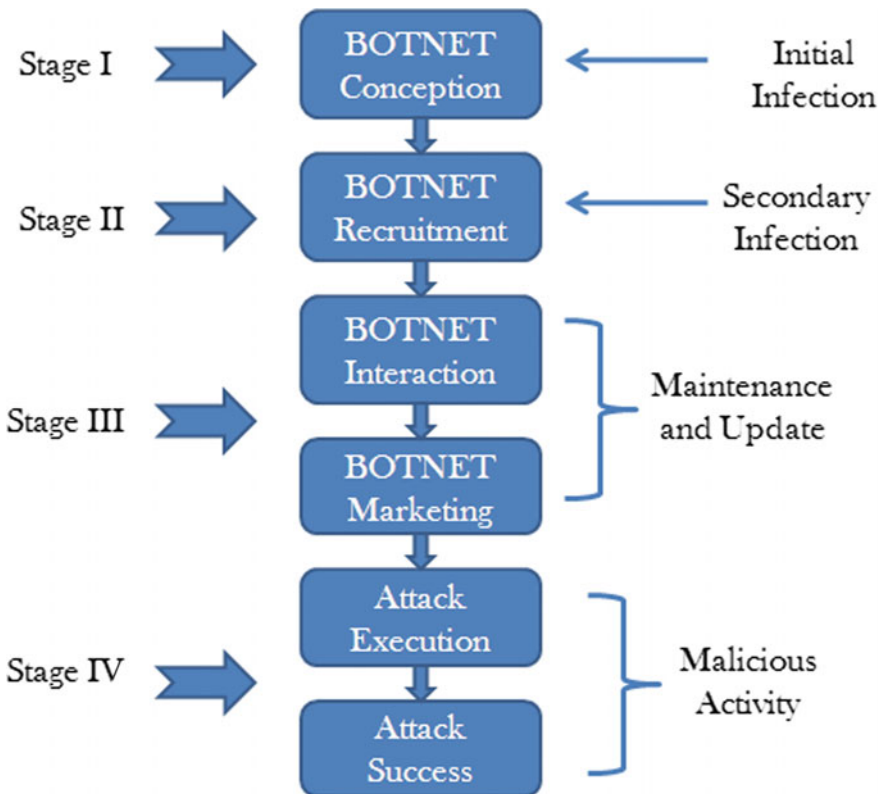 Stage I
BOTNET
Conception
Initial
Infection
Stage II
BOTNET
Recruitment
Secondary
Infection
Stage III
BOTNET
Interaction
BOTNET
Marketing
Maintenance
and Update
Stage IV
Attack
Execution
Attack
Success
Malicious
Activity